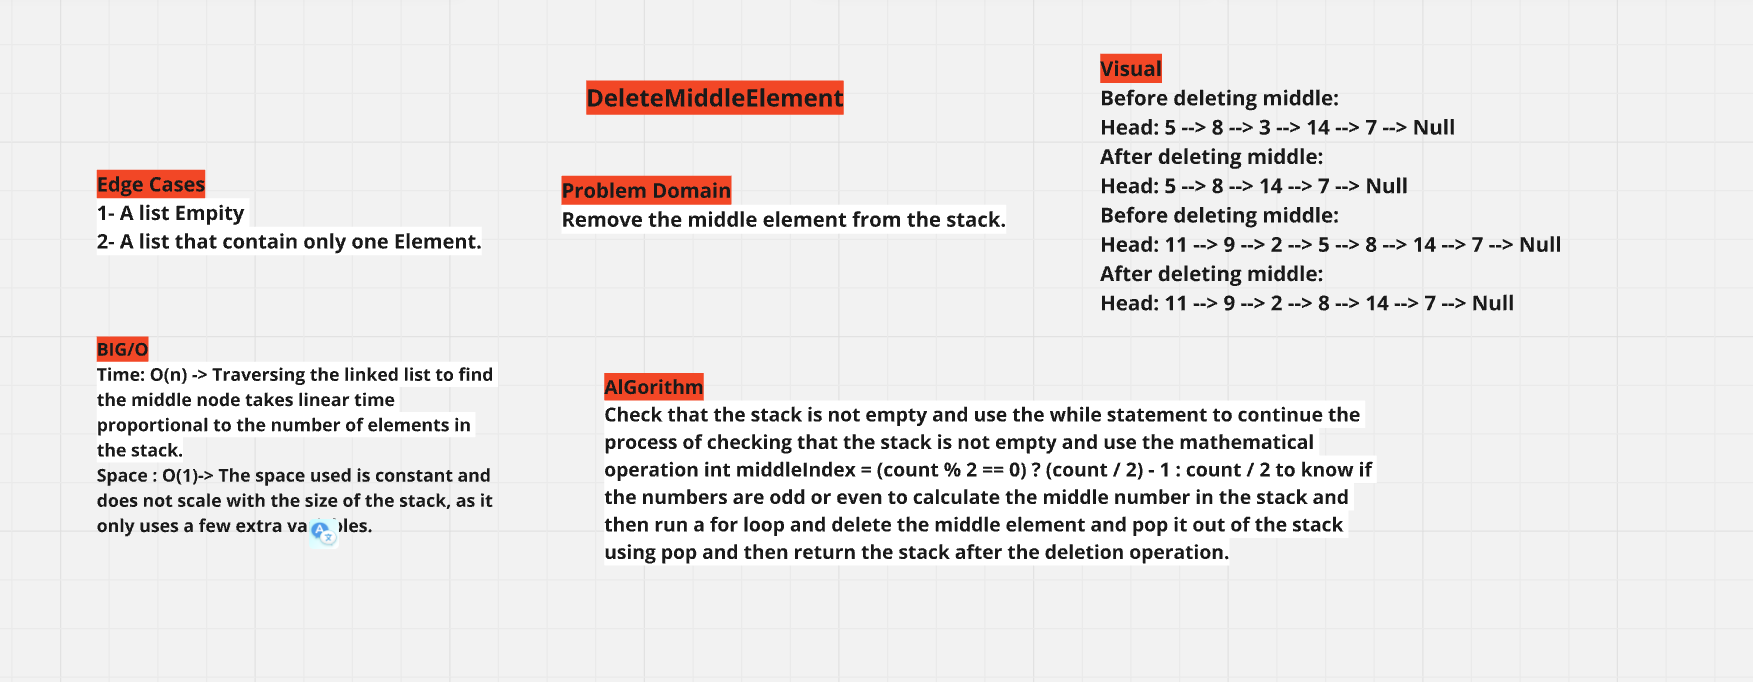 DeleteMiddleElement
Edge Cases
1- A list Empity
2- A list that contain only one Element.
Problem Domain
Remove the middle element from the stack.
Visual
Before deleting middle:
Head: 5 --> 8 --> 3 --> 14 --> 7 --> Null
After deleting middle:
Head: 5 --> 8 --> 14 --> 7 --> Null
Before deleting middle:
Head: 11 --> 9 --> 2 --> 5 --> 8 --> 14 --> 7 --> Null
After deleting middle:
Head: 11 --> 9 --> 2 --> 8 --> 14 --> 7 --> Null
BIG/O
Time: O(n) -> Traversing the linked list to find
the middle node takes linear time
proportional to the number of elements in
the stack.
Space : O(1)-> The space used is constant and
does not scale with the size of the stack, as it
only uses a few extra
AlGorithm
Check that the stack is not empty and use the while statement to continue the
process of checking that the stack is not empty and use the mathematical
operation int middleIndex = (count % 2 == 0) ? (count / 2) - 1 : count / 2 to know if
the numbers are odd or even to calculate the middle number in the stack and
then run a for loop and delete the middle element and pop it out of the stack
using pop and then return the stack after the deletion operation.